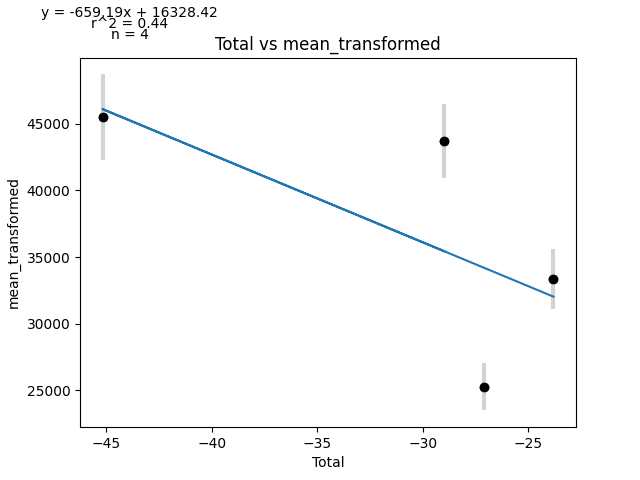 y = -659.19x + 16328.42
r^2 = 0.44
n = 4
Total vs mean_transformed
mean_transformed
45000
40000
35000
30000
25000
−45
−40
−35
−30
−25
Total